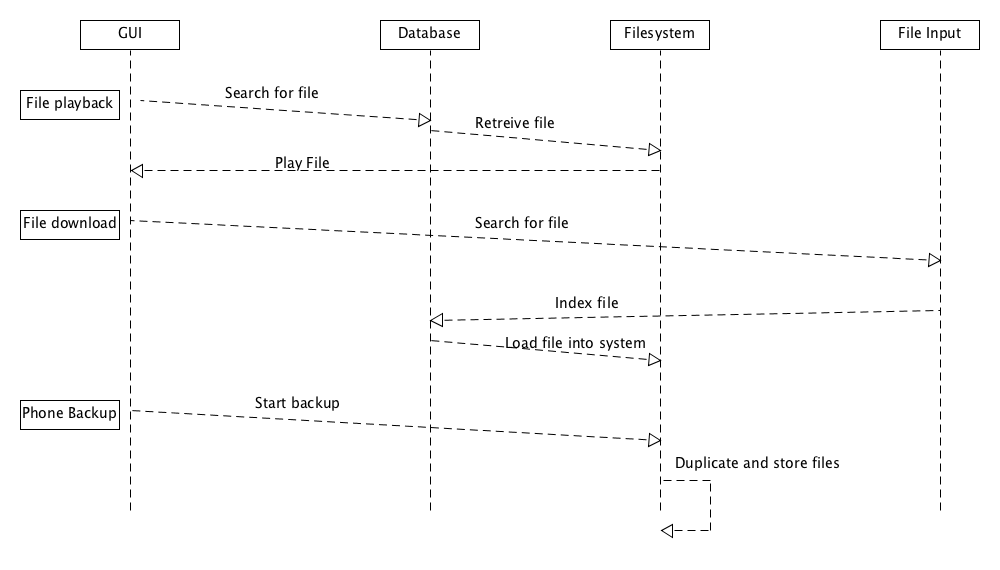 GUI
Database
Filesystem
File Input
File playback
Search for file
Retreive file
Play File
File download
Search for file
Index file
Load file into system
Phone Backup
Start backup
Duplicate and store files